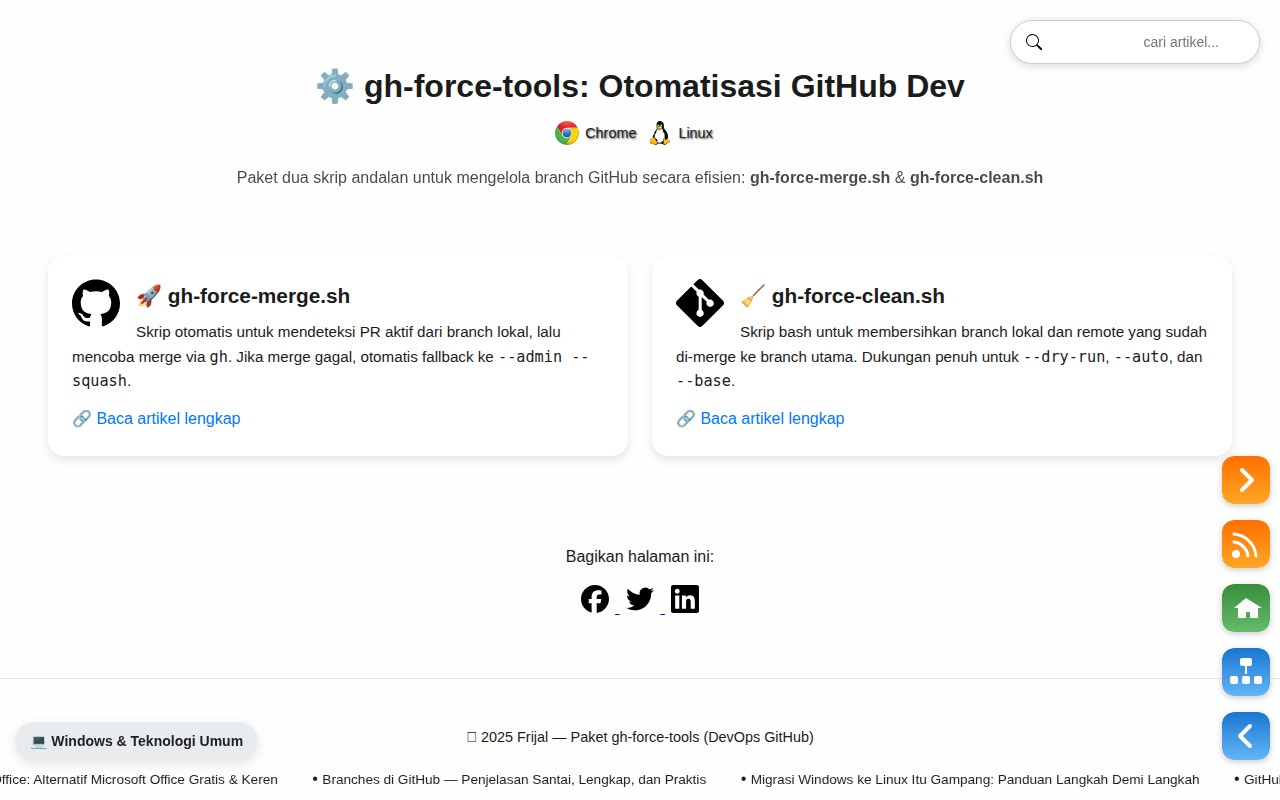 cari artikel...
⚙️ gh-force-tools: Otomatisasi GitHub Dev
Chrome Linux
Paket dua skrip andalan untuk mengelola branch GitHub secara efisien: gh-force-merge.sh & gh-force-clean.sh
🚀 gh-force-merge.sh
Skrip otomatis untuk mendeteksi PR aktif dari branch lokal, lalu
mencoba merge via gh. Jika merge gagal, otomatis fallback ke --admin --
squash.
🔗 Baca artikel lengkap
🧹 gh-force-clean.sh
Skrip bash untuk membersihkan branch lokal dan remote yang sudah
di-merge ke branch utama. Dukungan penuh untuk --dry-run, --auto, dan
--base.
🔗 Baca artikel lengkap
Bagikan halaman ini:
💻 Windows & Teknologi Umum
2025 Frijal — Paket gh-force-tools (DevOps GitHub)
ffice: Alternatif Microsoft Office Gratis & Keren • Branches di GitHub — Penjelasan Santai, Lengkap, dan Praktis • Migrasi Windows ke Linux Itu Gampang: Panduan Langkah Demi Langkah • GitHu